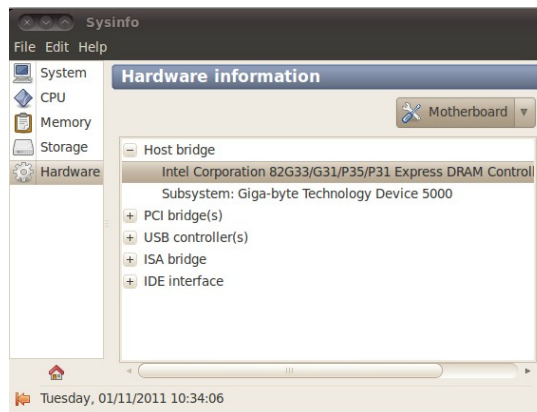 Sysinfo
File Edit Help
System
CPU
Memory
Storage
Hardware
Hardware information
Motherboard
Host bridge
Intel Corporation 82G33/G31/P35/P31 Express DRAM Control
Subsystem: Giga-byte Technology Device 5000
PCI bridge(s)
USB controller(s)
ISA bridge
IDE interface
Tuesday, 01/11/2011 10:34:06